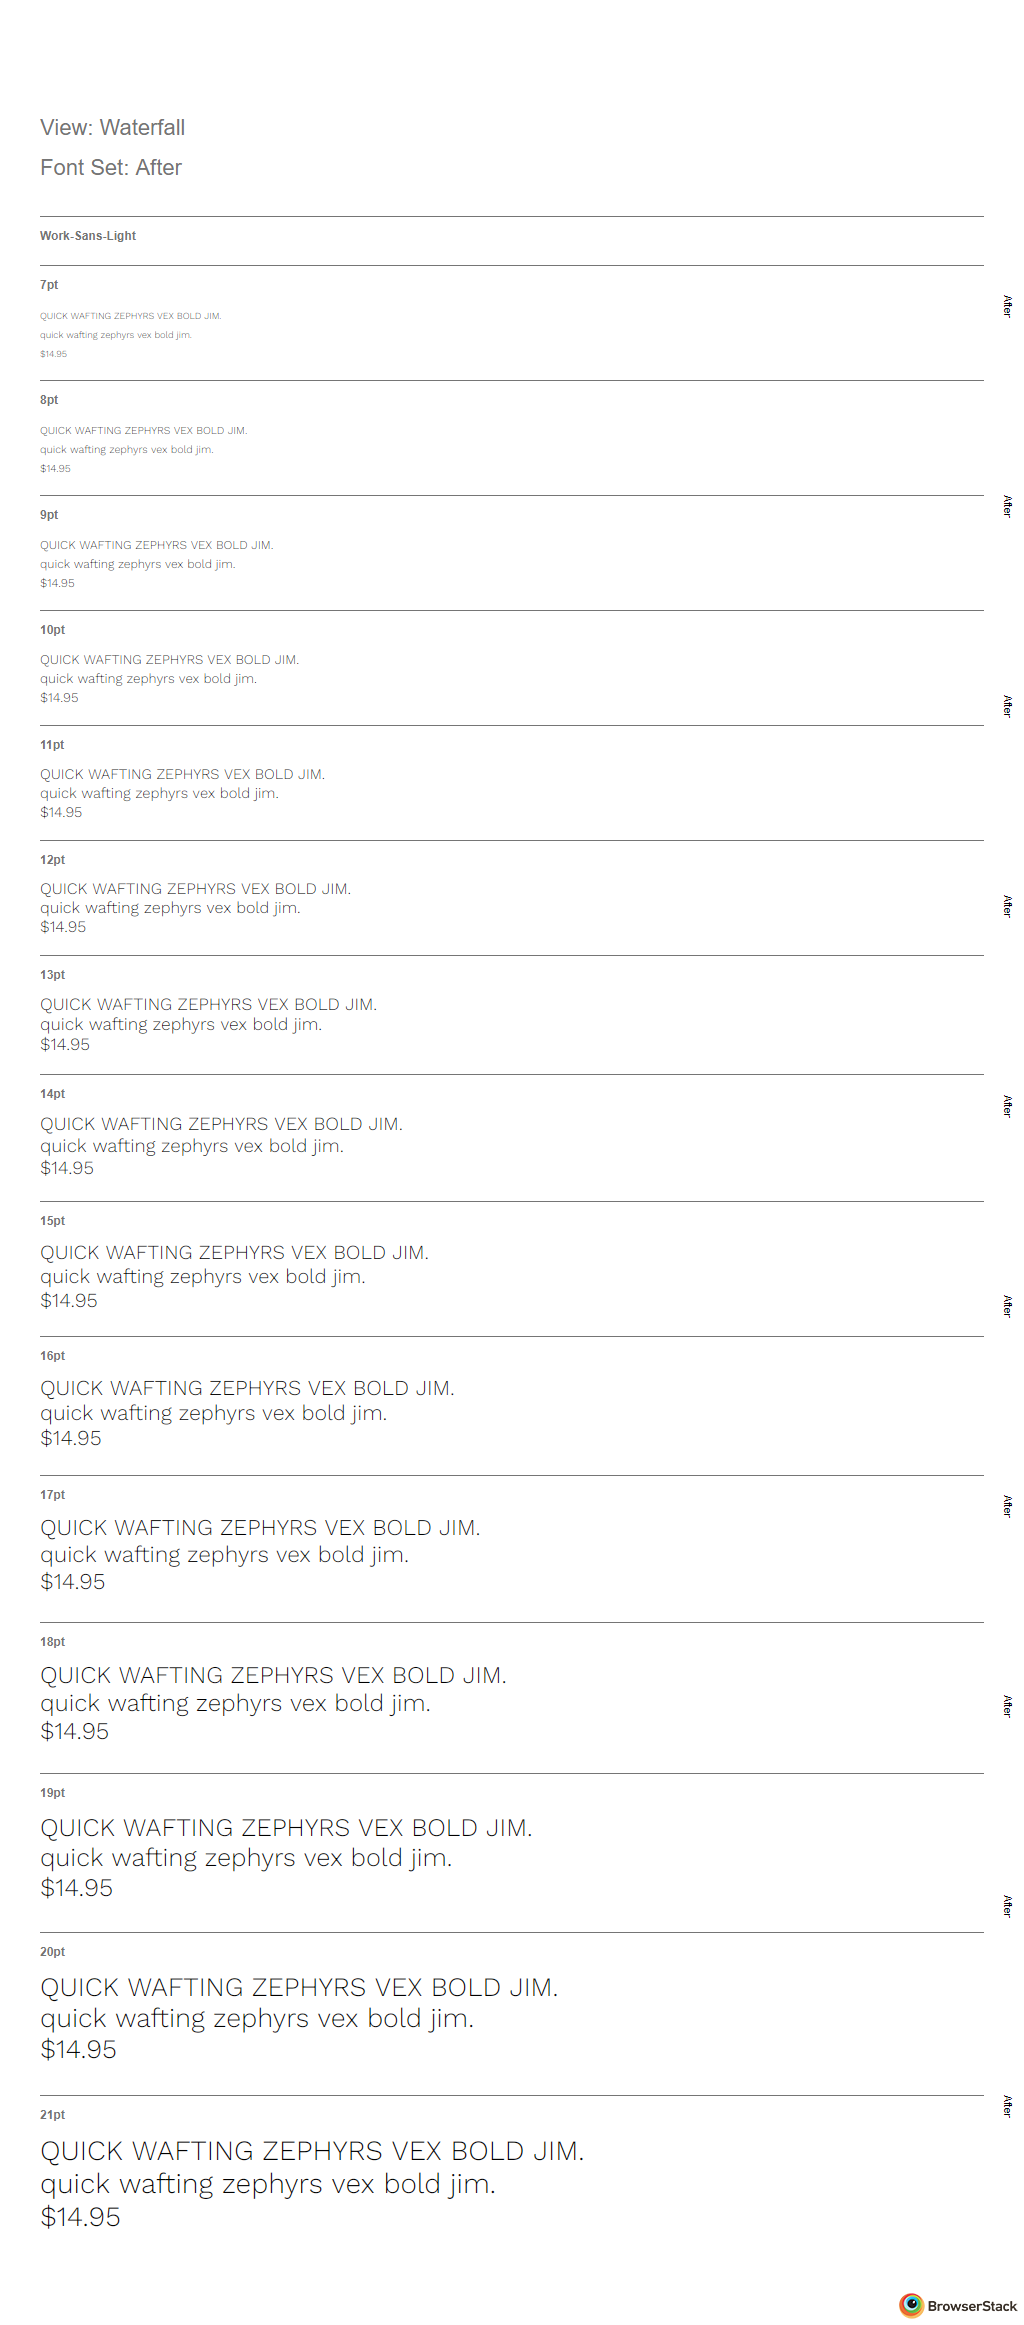 View: Waterfall
Font Set: After
Work-Sans-Light
7pt
QUICK WAFTING ZEPHYRS VEX BOLD JIM.
quick wafting zephyrs vex bold jim.
$14.95
After
8pt
QUICK WAFTING ZEPHYRS VEX BOLD JIM.
quick wafting zephyrs vex bold jim.
$14.95
After
9pt
QUICK WAFTING ZEPHYRS VEX BOLD JIM.
quick wafting zephyrs vex bold jim.
$14.95
10pt
QUICK WAFTING ZEPHYRS VEX BOLD JIM.
quick wafting zephyrs vex bold jim.
$14.95
After
11pt
QUICK WAFTING ZEPHYRS VEX BOLD JIM.
quick wafting zephyrs vex bold jim.
$14.95
12pt
QUICK WAFTING ZEPHYRS VEX BOLD JIM.
quick wafting zephyrs vex bold jim.
$14.95
After
13pt
QUICK WAFTING ZEPHYRS VEX BOLD JIM.
quick wafting zephyrs vex bold jim.
$14.95
14pt
QUICK WAFTING ZEPHYRS VEX BOLD JIM.
quick wafting zephyrs vex bold jim.
$14.95
After
15pt
QUICK WAFTING ZEPHYRS VEX BOLD JIM.
quick wafting zephyrs vex bold jim.
$14.95
After
16pt
QUICK WAFTING ZEPHYRS VEX BOLD JIM.
quick wafting zephyrs vex bold jim.
$14.95
17pt
QUICK WAFTING ZEPHYRS VEX BOLD JIM.
quick wafting zephyrs vex bold jim.
$14.95
After
18pt
QUICK WAFTING ZEPHYRS VEX BOLD JIM.
quick wafting zephyrs vex bold jim.
$14.95
After
19pt
QUICK WAFTING ZEPHYRS VEX BOLD JIM.
quick wafting zephyrs vex bold jim.
$14.95
After
20pt
QUICK WAFTING ZEPHYRS VEX BOLD JIM.
quick wafting zephyrs vex bold jim.
$14.95
After
21pt
QUICK WAFTING ZEPHYRS VEX BOLD JIM.
quick wafting zephyrs vex bold jim.
$14.95
BrowserStack